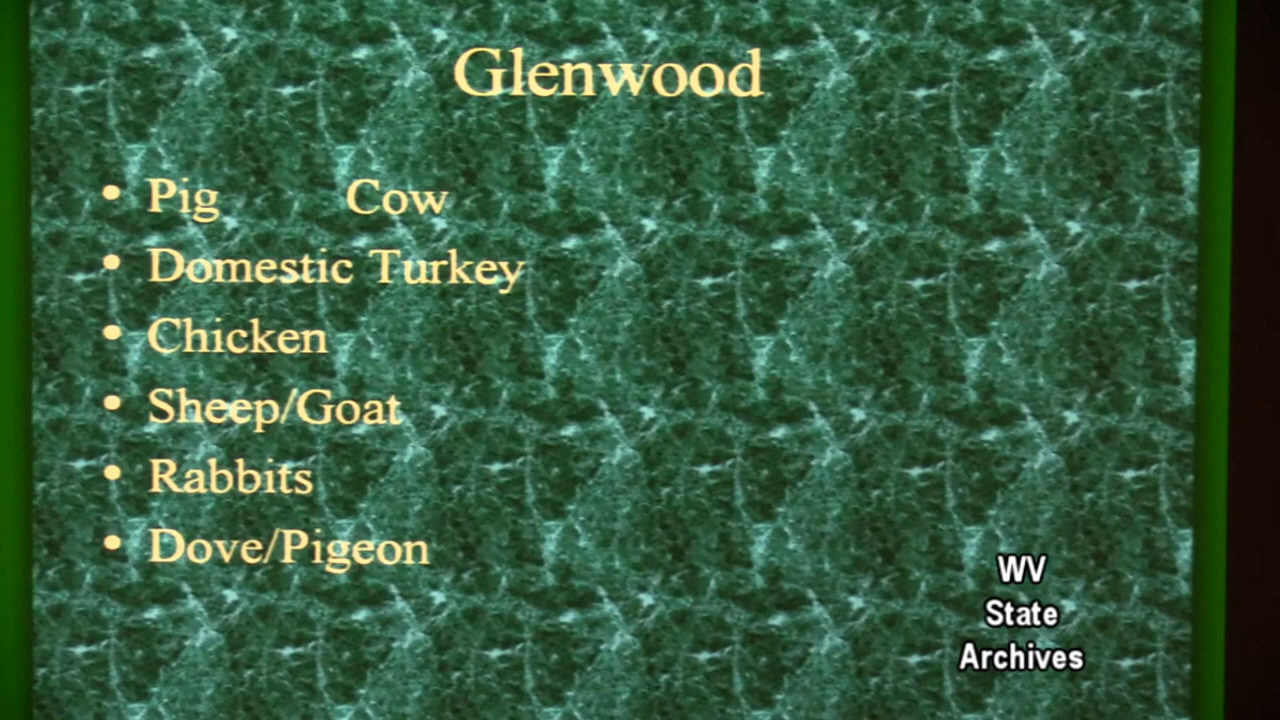 Glenwood
• Pig Cow
• Domestic Turkey
• Chicken
• Sheep/Goat
• Rabbits
• Dove/Pigeon
WV
State
Archives